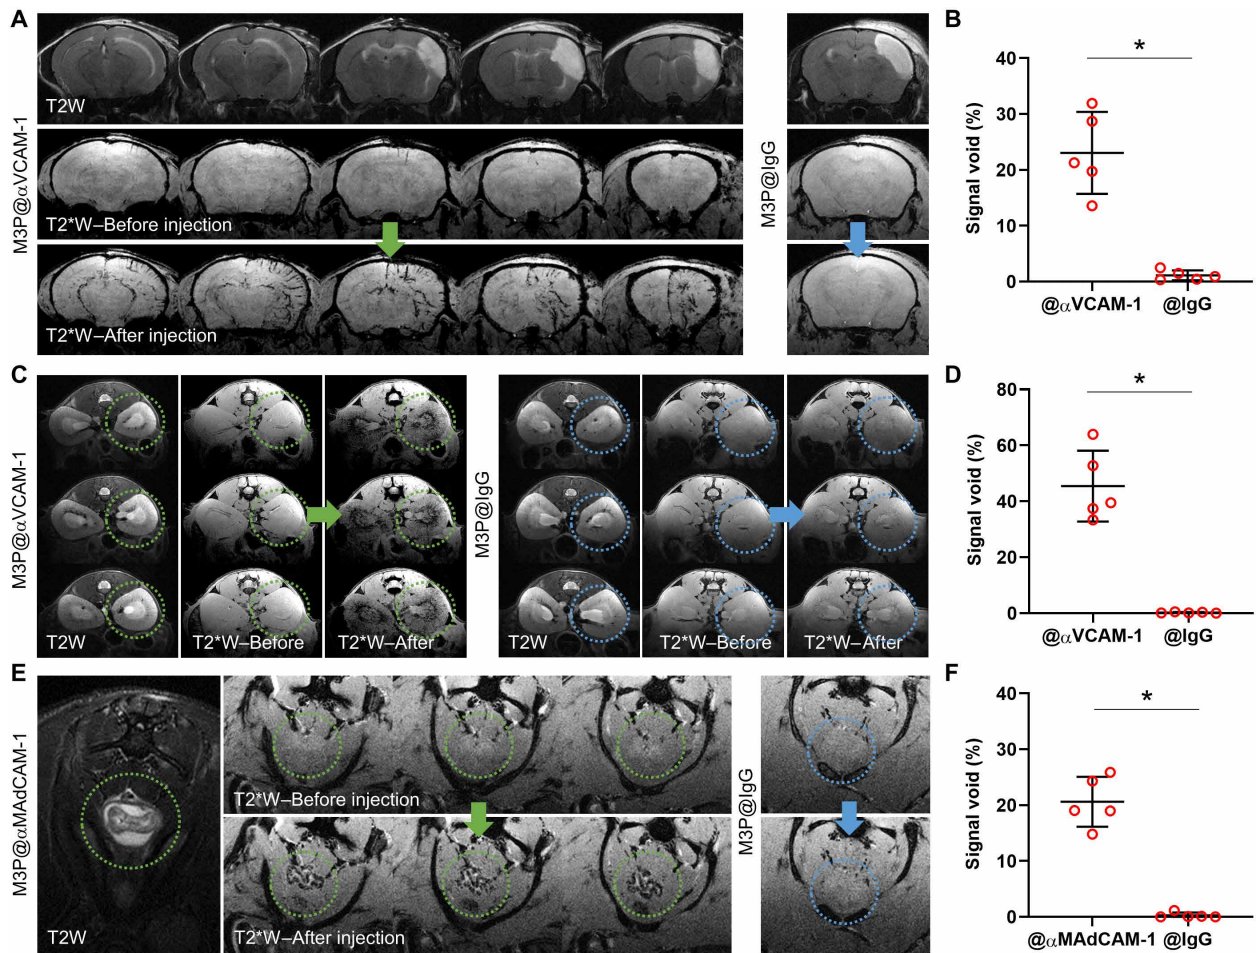 A
M3P@αVCAM-1
T2W
T2*W–Before injection
T2*W–After injection
M3P@IgG
B
Signal void (%)
40
30
20
10
0
*
@αVCAM-1 @IgG
C
M3P@αVCAM-1
T2W
T2*W–Before
T2*W–After
M3P@IgG
T2W
T2*W–Before
T2*W–After
D
Signal void (%)
80
60
40
20
0
*
@αVCAM-1 @IgG
E
M3P@αMAdCAM-1
T2W
T2*W–Before injection
T2*W–After injection
M3P@IgG
F
Signal void (%)
40
30
20
10
0
*
@αMAdCAM-1 @IgG